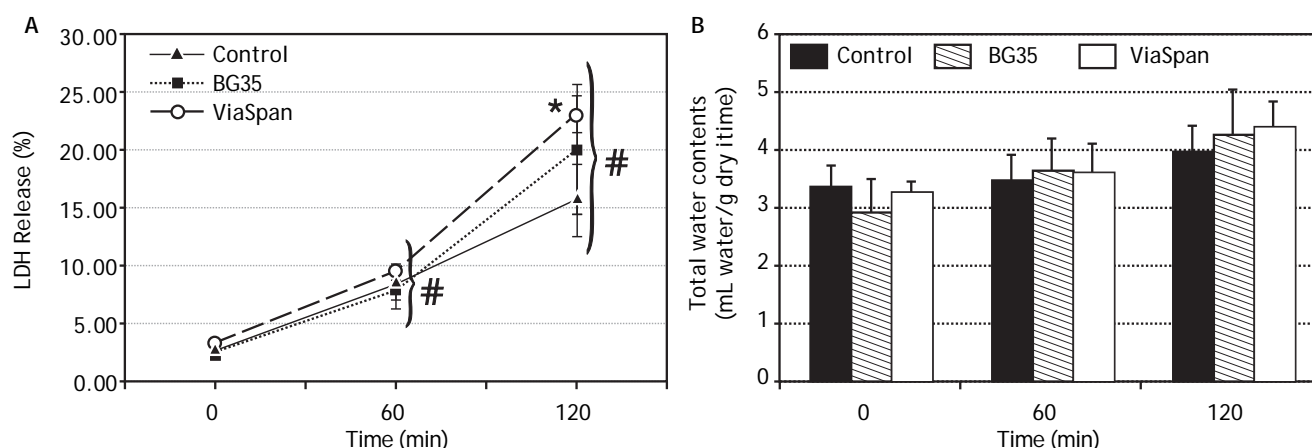 A
30.00
25.00
20.00
15.00
10.00
5.00
0.00
LDH Release (%)
Control
BG35
ViaSpan
*
#
#
0 60 120
Time (min)
B
6
5
4
3
2
1
0
Total water contents
(mL water/g dry itime)
Control BG35 ViaSpan
0 60 120
Time (min)